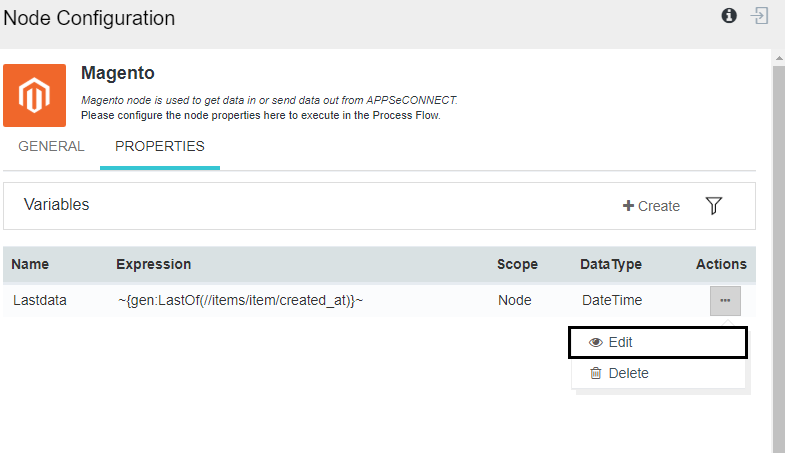 Node Configuration
Magento
Magento node is used to get data in or send data out from APPSeCONNECT.
Please configure the node properties here to execute in the Process Flow.
GENERAL PROPERTIES
Variables + Create
Name Expression Scope DataType Actions
Lastdata ~{gen:LastOf(//items/item/created_at)}~ Node DateTime ...
Edit
Delete